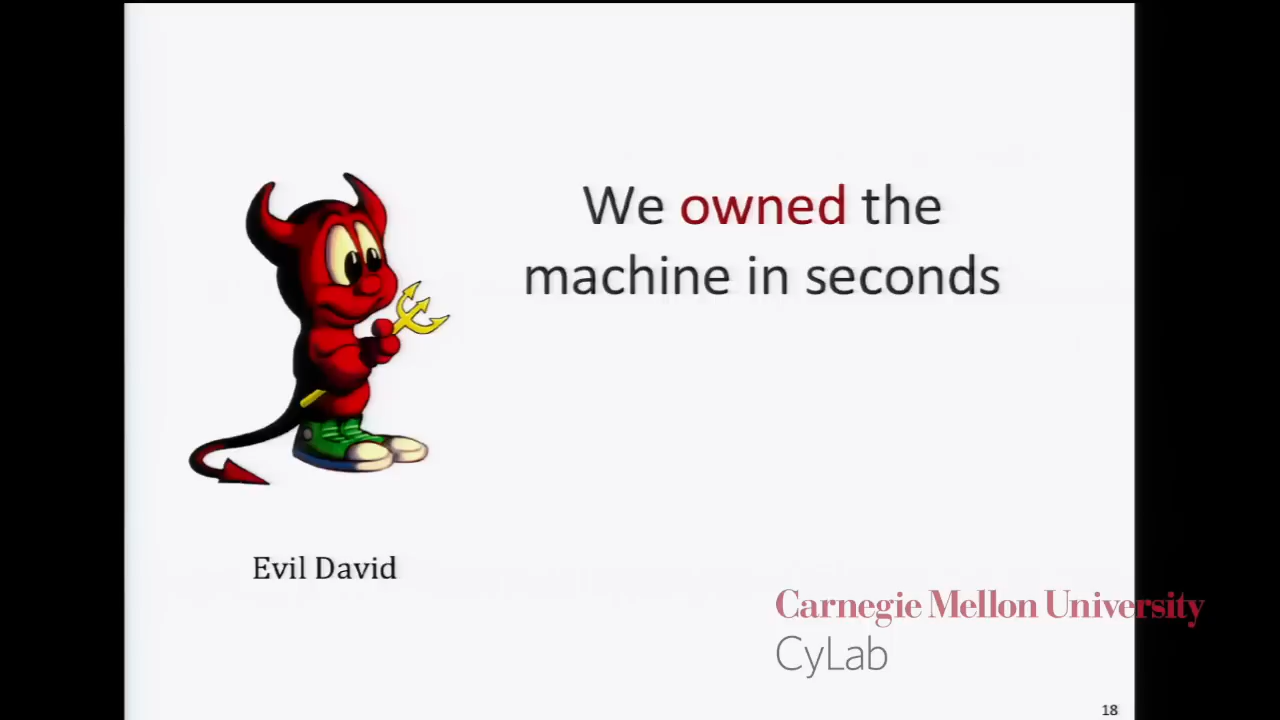 We owned the
machine in seconds
Evil David
Carnegie Mellon University
CyLab
18